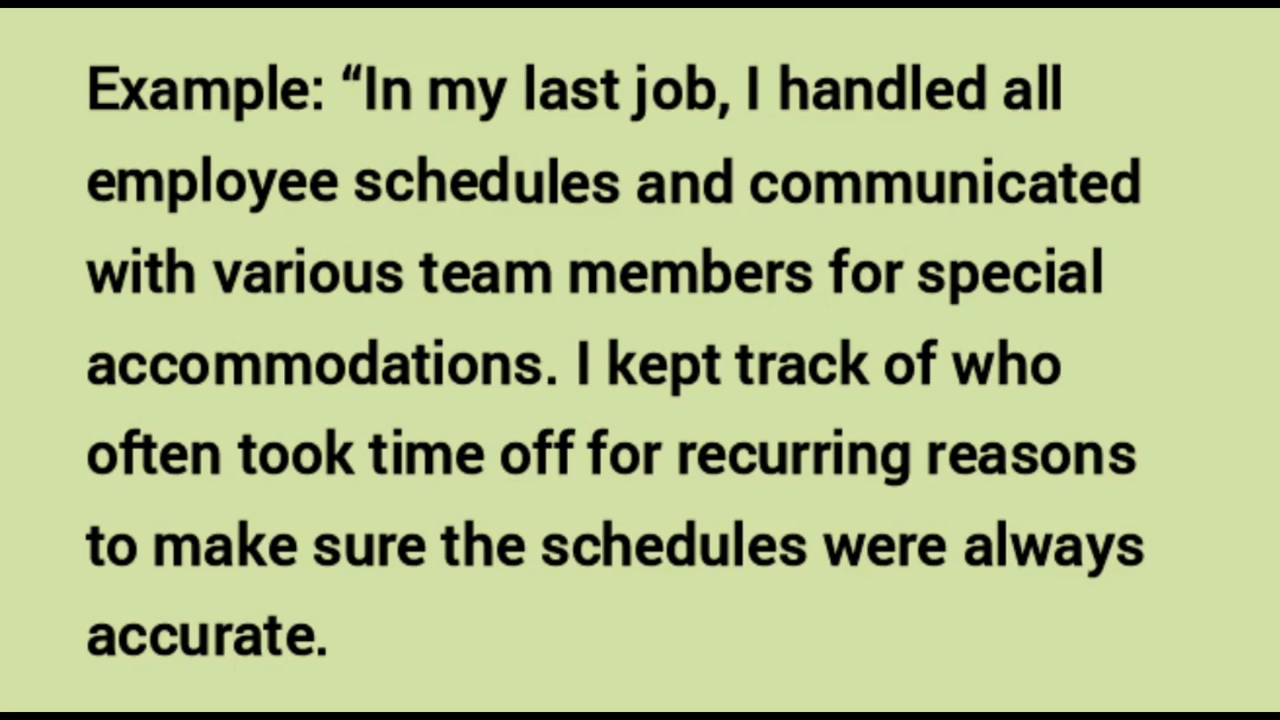 Example: “In my last job, I handled all
employee schedules and communicated
with various team members for special
accommodations. I kept track of who
often took time off for recurring reasons
to make sure the schedules were always
accurate.